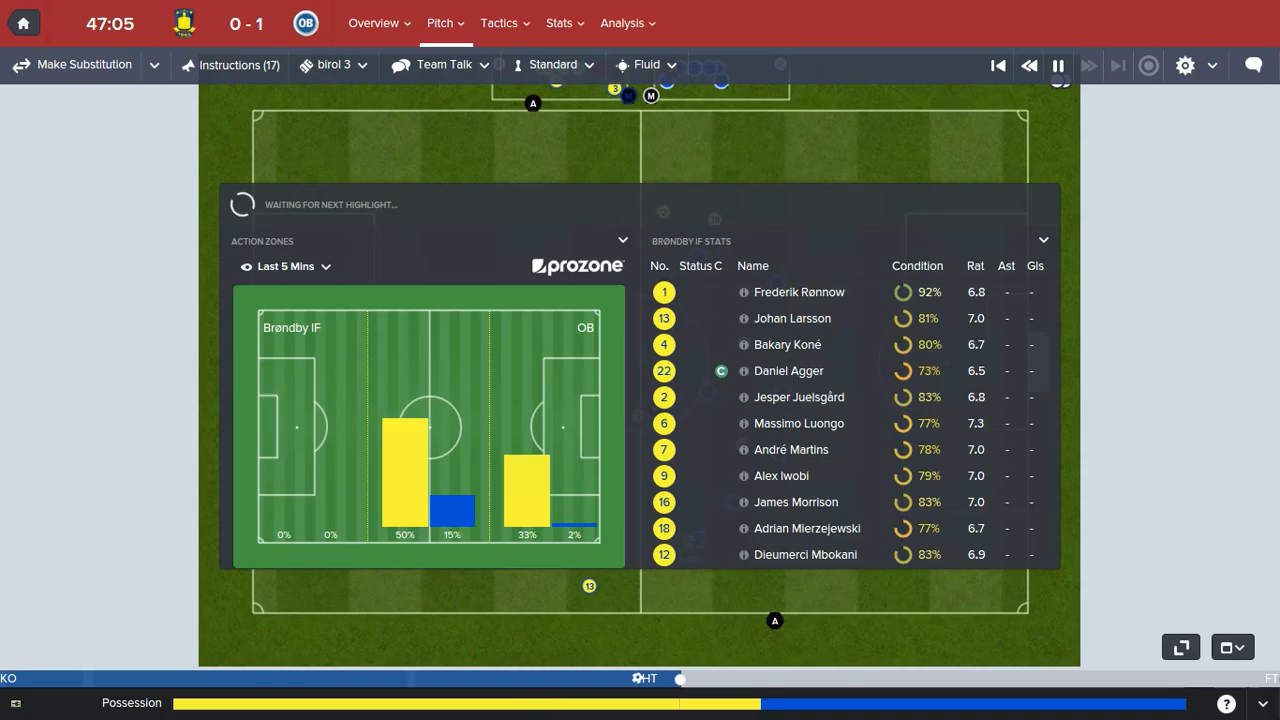 47:05 0 - 1 OB Overview Pitch Tactics Stats Analysis
Make Substitution Instructions (17) birol 3 Team Talk Standard Fluid
A 3 M M
WAITING FOR NEXT HIGHLIGHT...
ACTION ZONES
Last 5 Mins prozone
Brøndby IF OB
0% 0% 50% 15% 33% 2%
BRØNDBY IF STATS
No. Status C Name Condition Rat Ast Gls
1 Frederik Rønnow 92% 6.8 - -
13 Johan Larsson 81% 7.0 - -
4 Bakary Koné 80% 6.7 - -
22 C Daniel Agger 73% 6.5 - -
2 Jesper Juelsgård 83% 6.8 - -
6 Massimo Luongo 77% 7.3 - -
7 André Martins 78% 7.0 - -
9 Alex Iwobi 79% 7.0 - -
16 James Morrison 83% 7.0 - -
18 Adrian Mierzejewski 77% 6.7 - -
12 Dieumerci Mbokani 83% 6.9 - -
13
A
KO HT FT
Possession ?